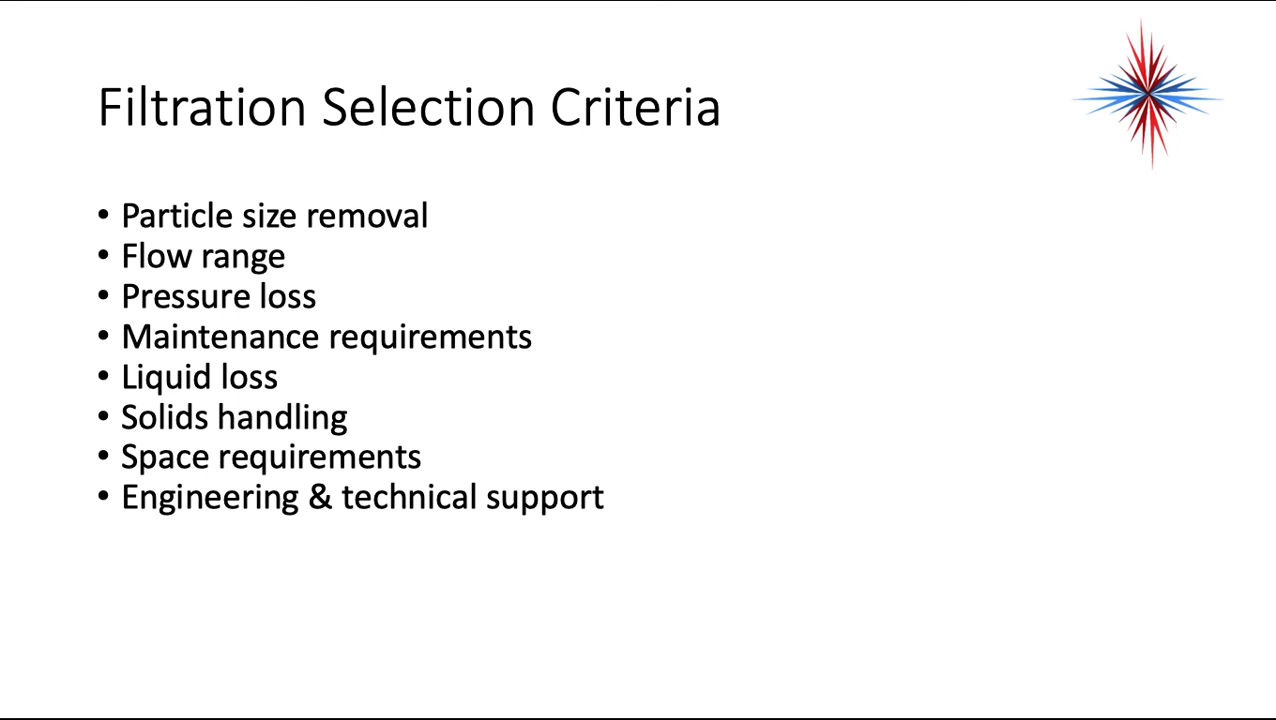 Filtration Selection Criteria
• Particle size removal
• Flow range
• Pressure loss
• Maintenance requirements
• Liquid loss
• Solids handling
• Space requirements
• Engineering & technical support